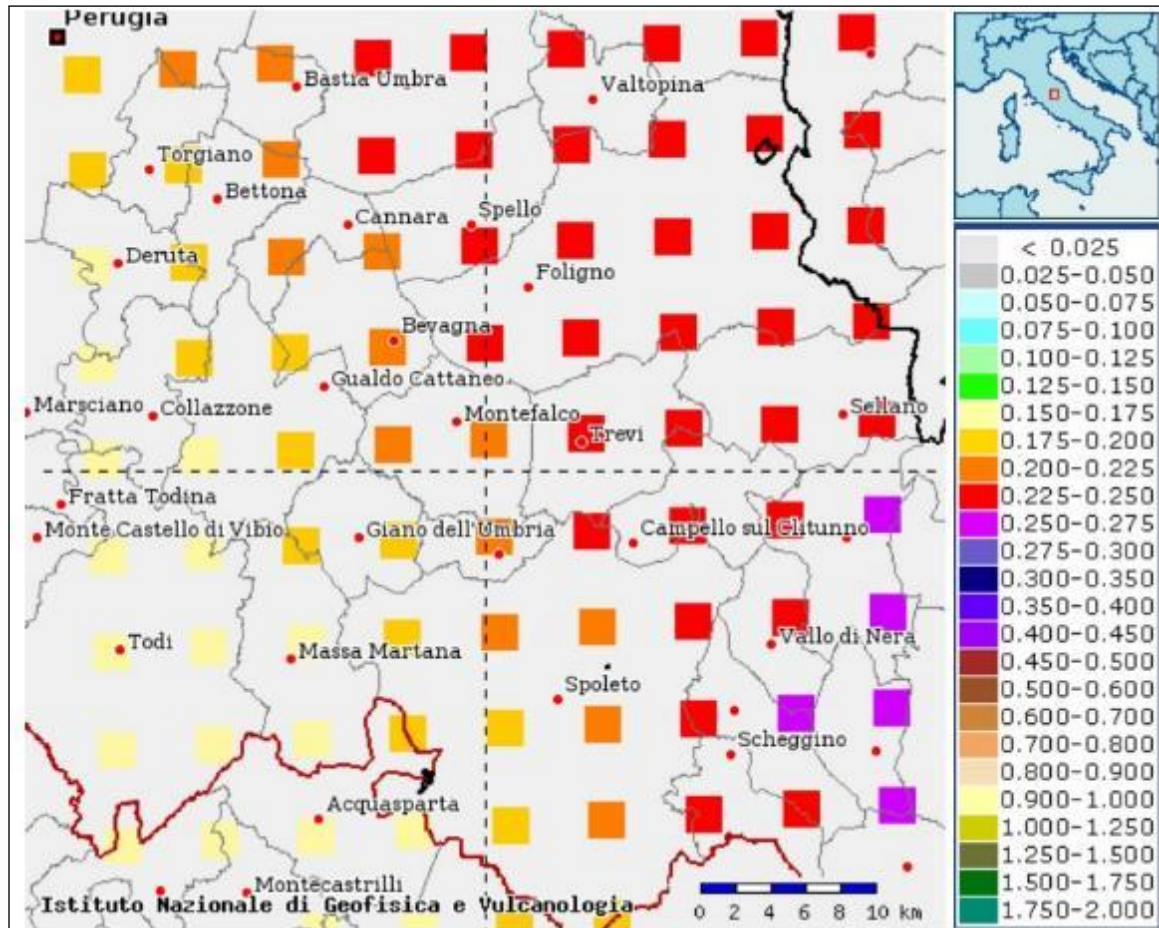 Perugia
Bastia Umbra
Valtopina
Torgiano
Bettona
Cannara
Spello
Deruta
Foligno
Bevagna
Gualdo Cattaneo
Marsciano
Collazzone
Montefalco
Trevi
Sellano
Fratta Todina
Monte Castello di Vibio
Giano dell'Umbria
Campello sul Clitunno
Todi
Massa Martana
Vallo di Nera
Spoleto
Scheggino
Acquasparta
Montecastrilli
Istituto Nazionale di Geofisica e Vulcanologia
0 2 4 6 8 10 km
< 0.025
0.025-0.050
0.050-0.075
0.075-0.100
0.100-0.125
0.125-0.150
0.150-0.175
0.175-0.200
0.200-0.225
0.225-0.250
0.250-0.275
0.275-0.300
0.300-0.350
0.350-0.400
0.400-0.450
0.450-0.500
0.500-0.600
0.600-0.700
0.700-0.800
0.800-0.900
0.900-1.000
1.000-1.250
1.250-1.500
1.500-1.750
1.750-2.000